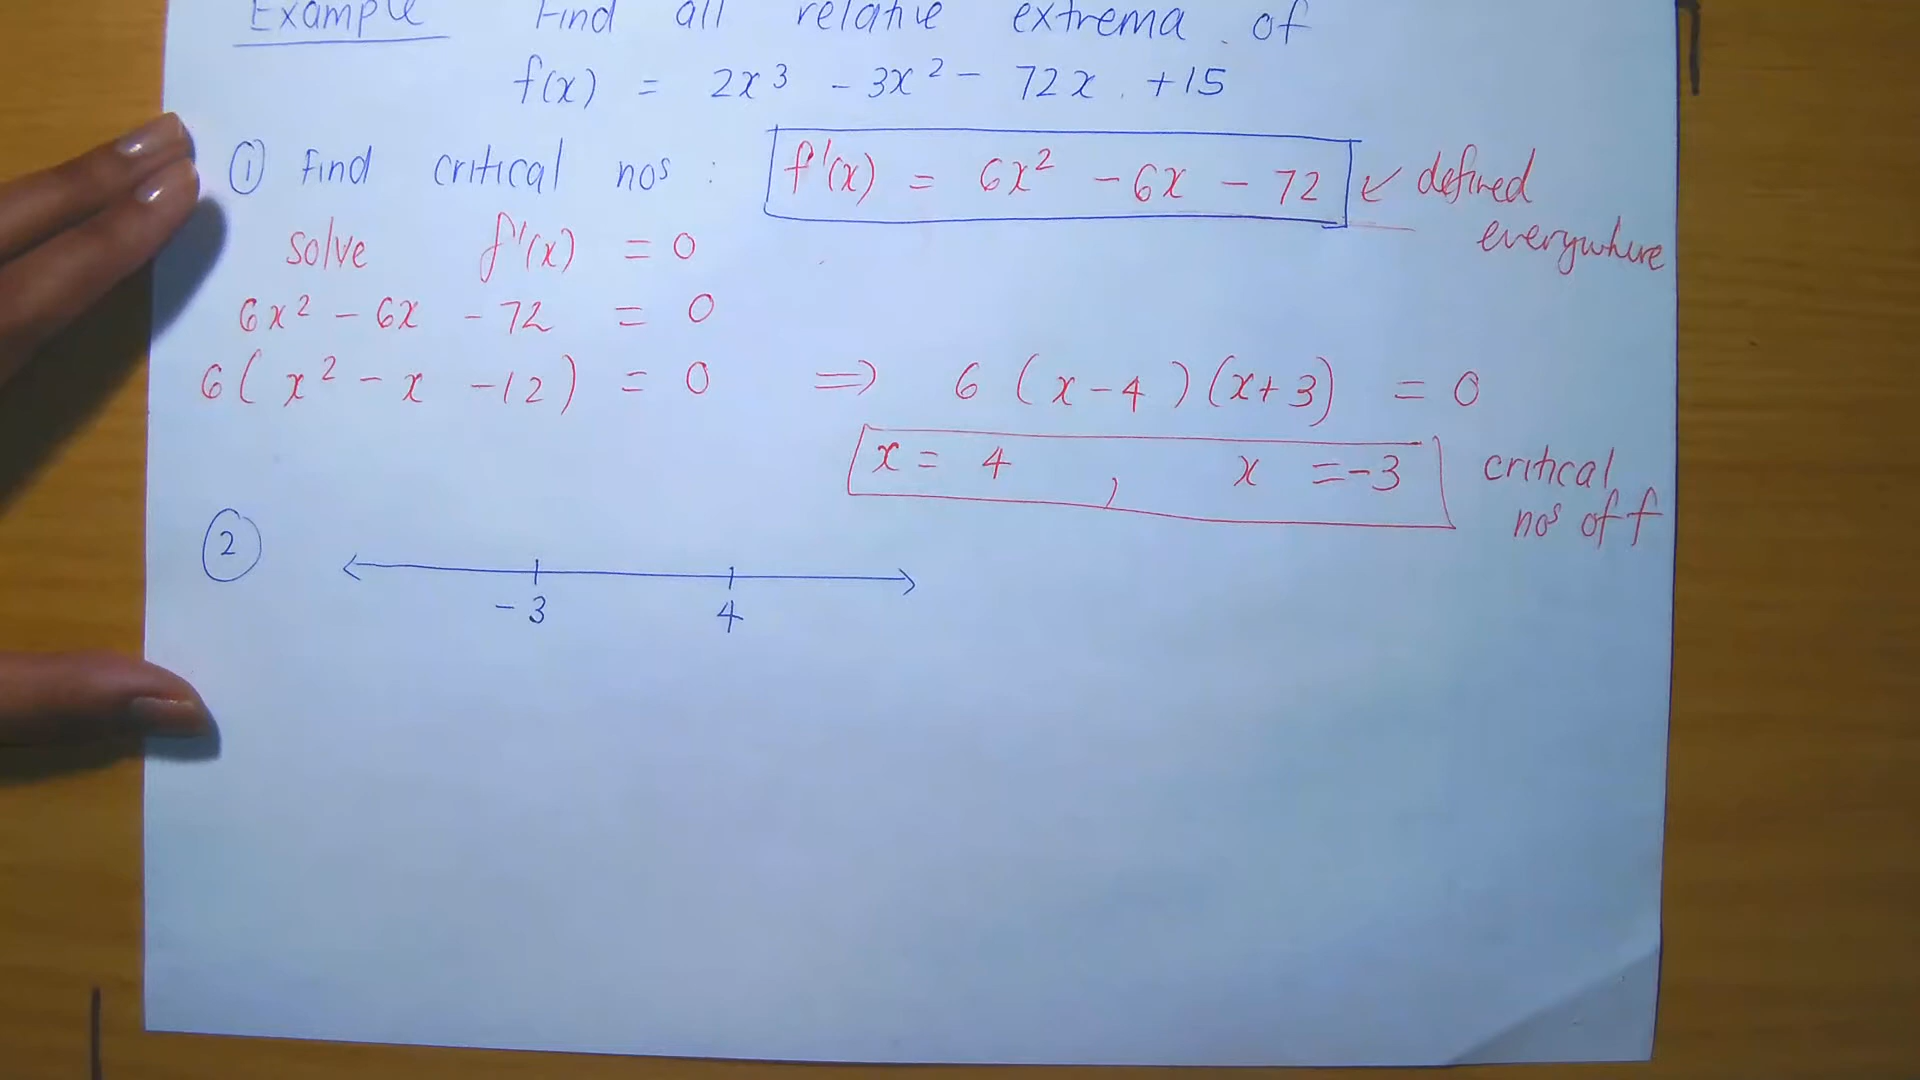 Example Find all relative extrema of
f(x) = 2x³ - 3x² - 72x + 15
① Find critical nos : f'(x) = 6x² - 6x - 72 ↙ defined everywhere
solve f'(x) = 0
6x² - 6x - 72 = 0
6(x² - x - 12) = 0 ⇒ 6(x-4)(x+3) = 0
x = 4 , x = -3 critical nos of f
②
-3 4